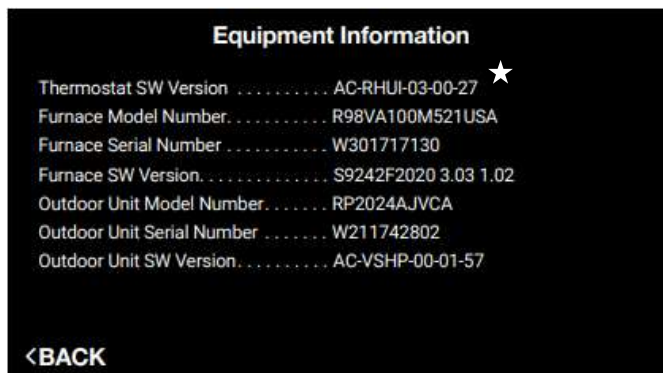 Equipment Information
Thermostat SW Version .......... AC-RHUI-03-00-27
Furnace Model Number............ R98VA100M521USA
Furnace Serial Number ........... W301717130
Furnace SW Version.............. S9242F2020 3.03 1.02
Outdoor Unit Model Number....... RP2024AJVCA
Outdoor Unit Serial Number ....... W211742802
Outdoor Unit SW Version.......... AC-VSHP-00-01-57
<BACK